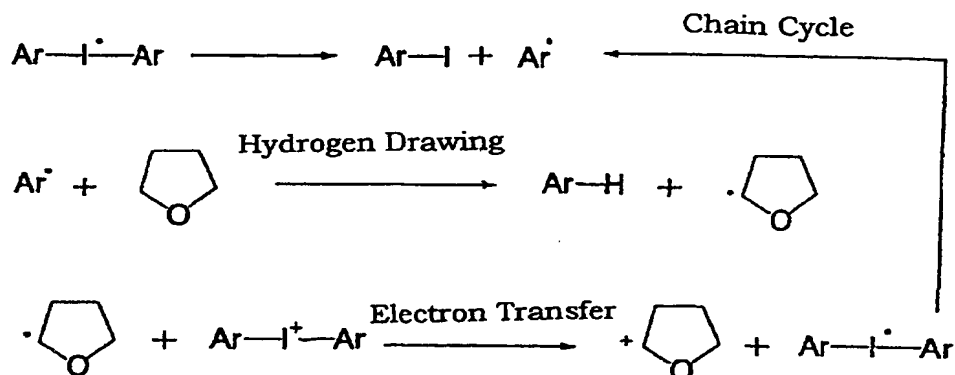 Chain Cycle
Ar—I•—Ar → Ar—I + Ar•
Hydrogen Drawing
Ar• + O → Ar—H + • O
Electron Transfer
• O + Ar—I+—Ar → + O + Ar—I•—Ar